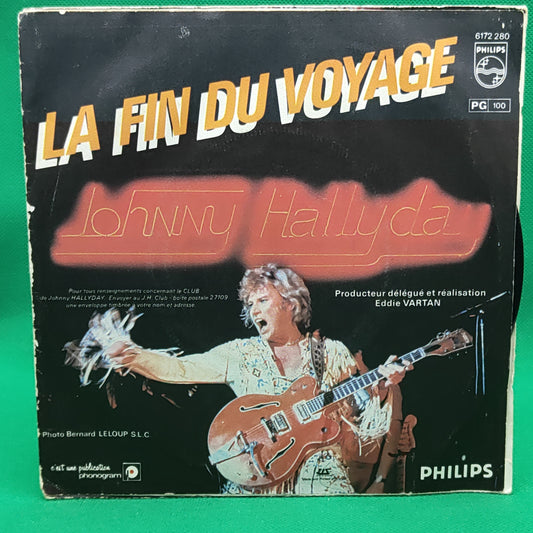 6172 280
PHILIPS
PG 100
LA FIN DU VOYAGE
Johnny Hallyday
Pour tous renseignements concernant le CLUB
de Johnny HALLYDAY. Envoyer au J.H. Club - boîte postale 27109
une enveloppe timbrée à votre nom et adresse.
Producteur délégué et réalisation
Eddie VARTAN
Photo Bernard LELOUP S.L.C.
c'est une publication
phonogram
PHILIPS